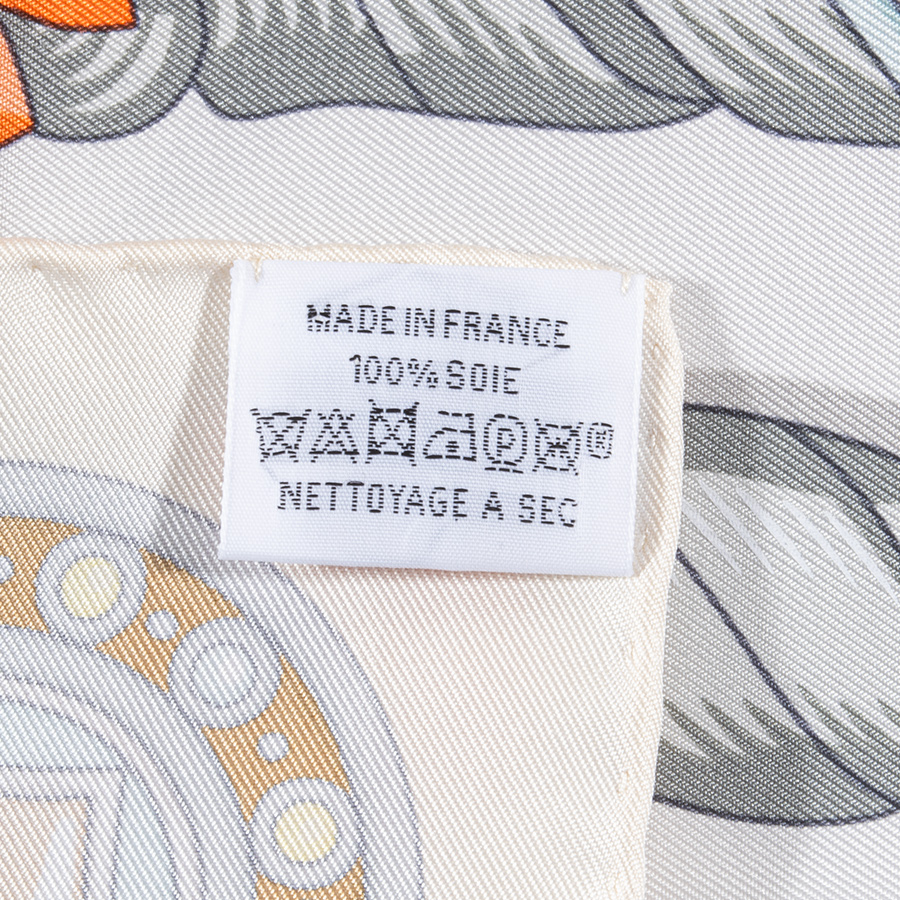 MADE IN FRANCE
100% SOIE
P ®
NETTOYAGE A SEC